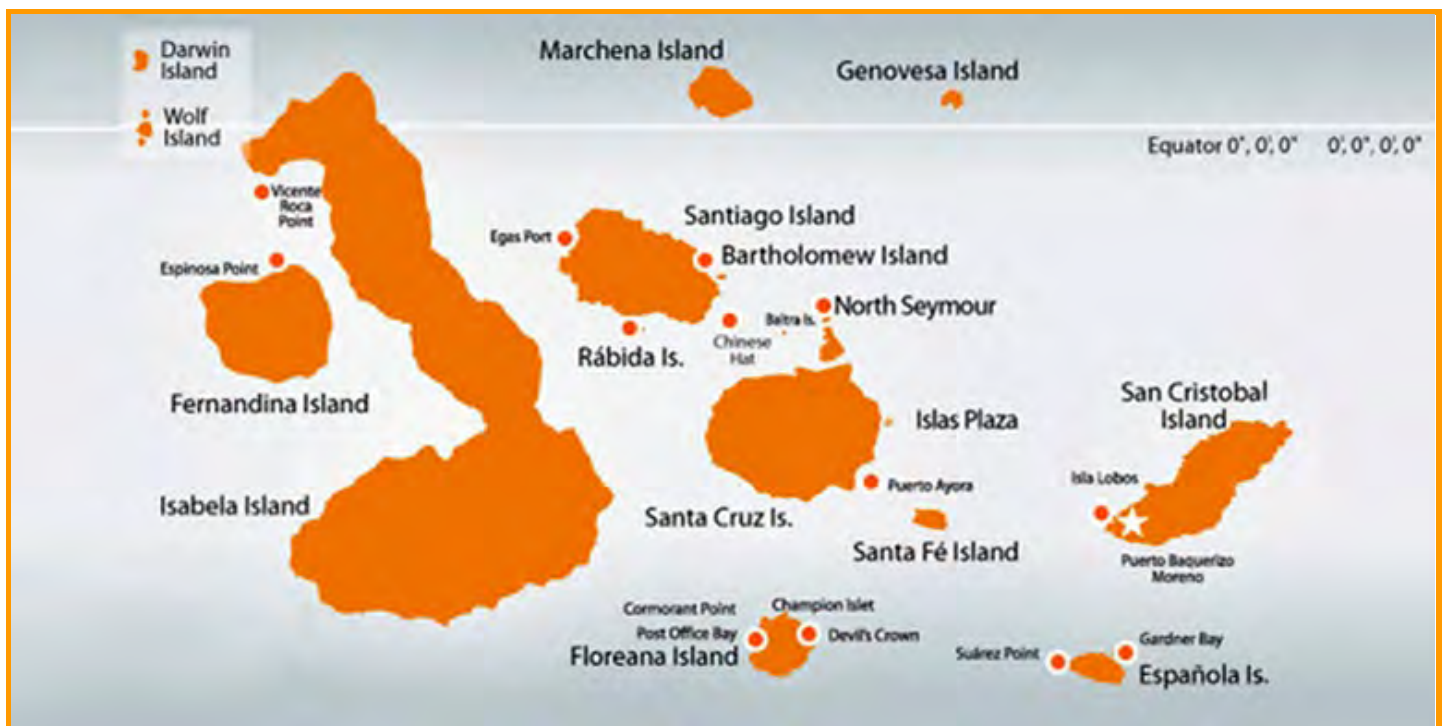 Darwin
Island
Wolf
Island
Marchena Island
Genovesa Island
Equator 0°, 0', 0" 0', 0", 0', 0"
Vicente
Roca
Point
Espinosa Point
Fernandina Island
Isabela Island
Egas Port
Santiago Island
Bartholomew Island
Rábida Is.
Chinese
Hat
Baltra Is.
North Seymour
Islas Plaza
Puerto Ayora
Santa Cruz Is.
Santa Fé Island
San Cristobal
Island
Isla Lobos
Puerto Baquerizo
Moreno
Cormorant Point
Champion Islet
Post Office Bay
Devil's Crown
Floreana Island
Suárez Point
Gardner Bay
Española Is.